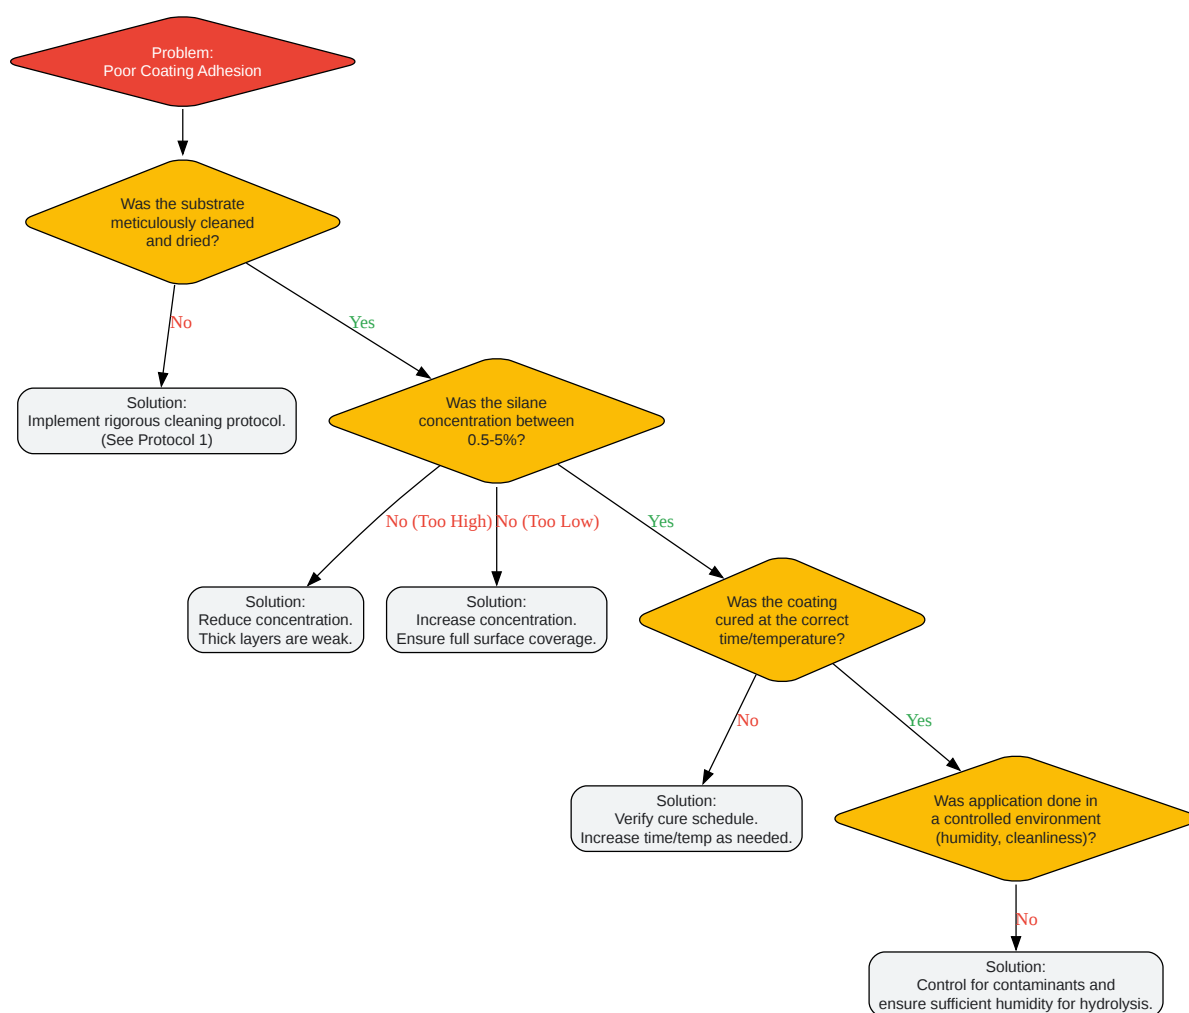 Problem:
Poor Coating Adhesion
Was the substrate
meticulously cleaned
and dried?
No
Yes
Solution:
Implement rigorous cleaning protocol.
(See Protocol 1)
Was the silane
concentration between
0.5-5%?
No (Too High)
No (Too Low)
Yes
Solution:
Reduce concentration.
Thick layers are weak.
Solution:
Increase concentration.
Ensure full surface coverage.
Was the coating
cured at the correct
time/temperature?
No
Yes
Solution:
Verify cure schedule.
Increase time/temp as needed.
Was application done in
a controlled environment
(humidity, cleanliness)?
No
Solution:
Control for contaminants and
ensure sufficient humidity for hydrolysis.